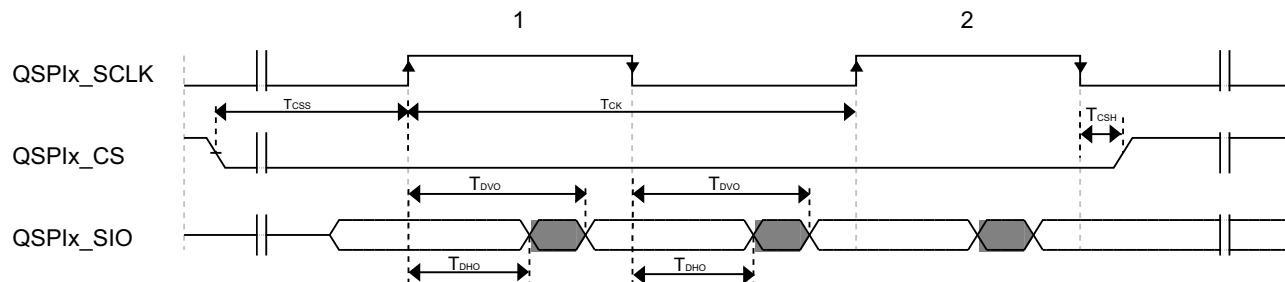 1 2
QSPIx_SCLK
TCSS TCK TCSH
QSPIx_CS
TDVO TDVO
QSPIx_SIO
TDHO TDHO